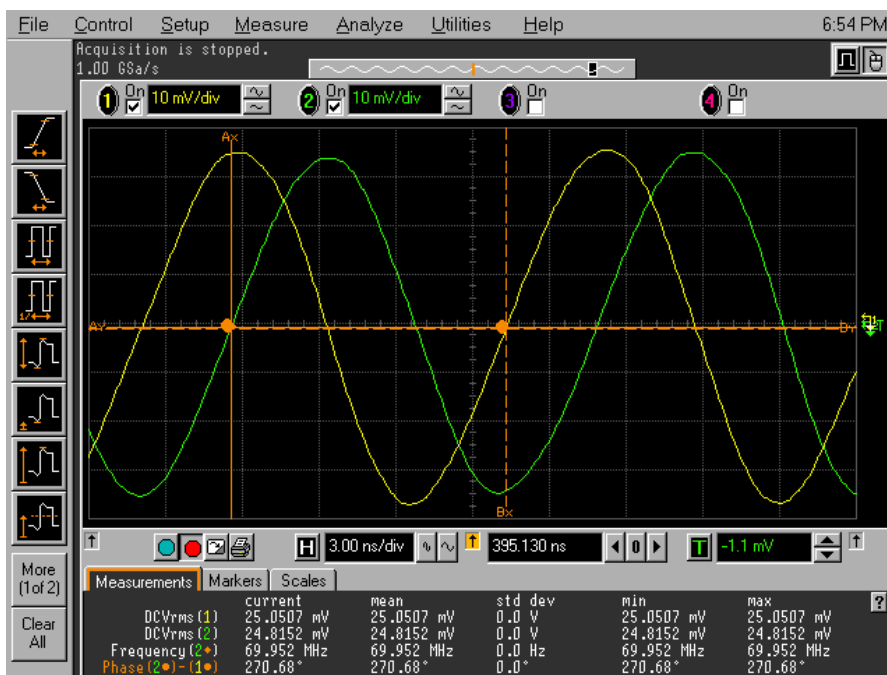 File Control Setup Measure Analyze Utilities Help 6:54 PM
Acquisition is stopped.
1.00 GSa/s
1 On 10 mV/div 2 On 10 mV/div 3 On 4 On
Ax
Ay By
Bx
H 3.00 ns/div 395.130 ns 0 T -1.1 mV
More
(1of 2)
Clear
All
Measurements Markers Scales
current mean std dev min max ?
DCVrms(1) 25.0507 mV 25.0507 mV 0.0 V 25.0507 mV 25.0507 mV
DCVrms(2) 24.8152 mV 24.8152 mV 0.0 V 24.8152 mV 24.8152 mV
Frequency(2◆) 69.952 MHz 69.952 MHz 0.0 Hz 69.952 MHz 69.952 MHz
Phase(2●)-(1●) 270.68° 270.68° 0.0° 270.68° 270.68°